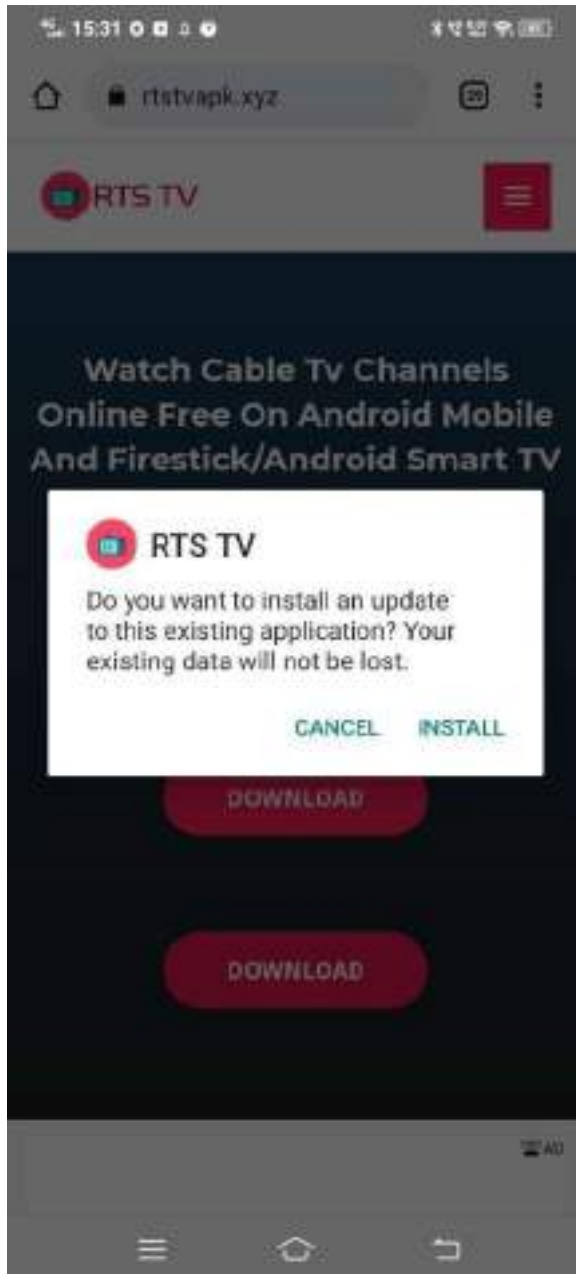 15:31
rtstvapk.xyz
RTS TV
Watch Cable Tv Channels
Online Free On Android Mobile
And Firestick/Android Smart TV
RTS TV
Do you want to install an update
to this existing application? Your
existing data will not be lost.
CANCEL INSTALL
DOWNLOAD
DOWNLOAD